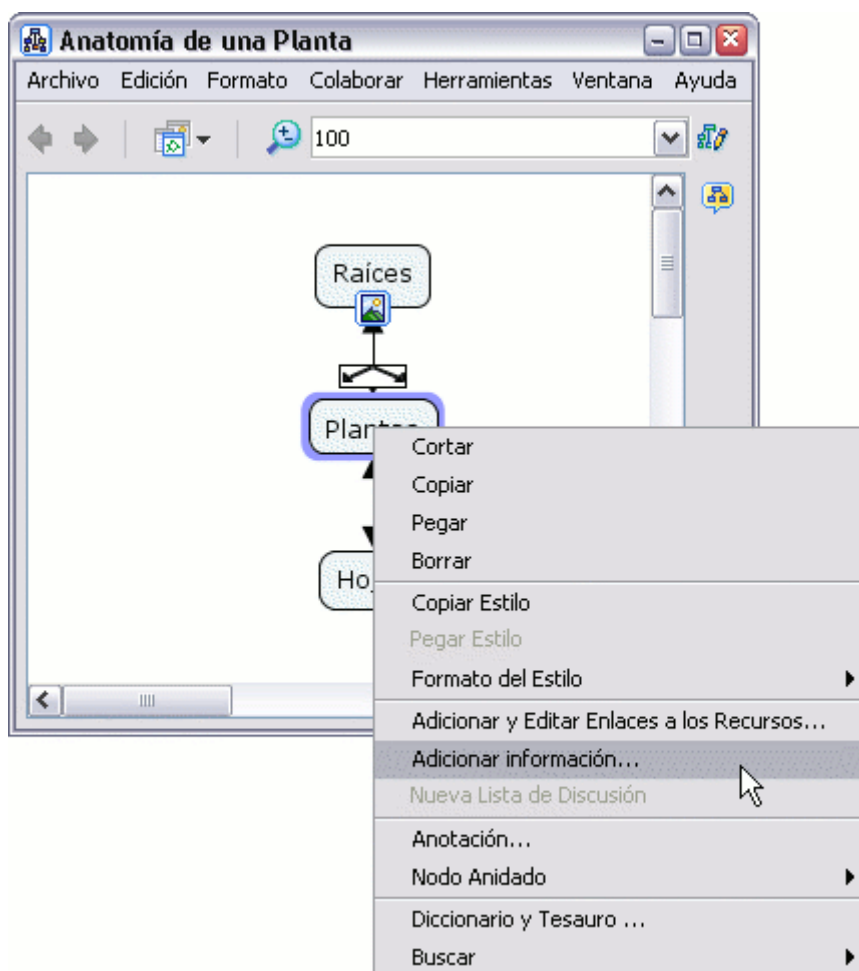 Anatomía de una Planta
Archivo Edición Formato Colaborar Herramientas Ventana Ayuda
100
Raíces
Cortar
Copiar
Pegar
Borrar
Copiar Estilo
Pegar Estilo
Formato del Estilo
Adicionar y Editar Enlaces a los Recursos...
Adicionar información...
Nueva Lista de Discusión
Anotación...
Nodo Anidado
Diccionario y Tesauro ...
Buscar